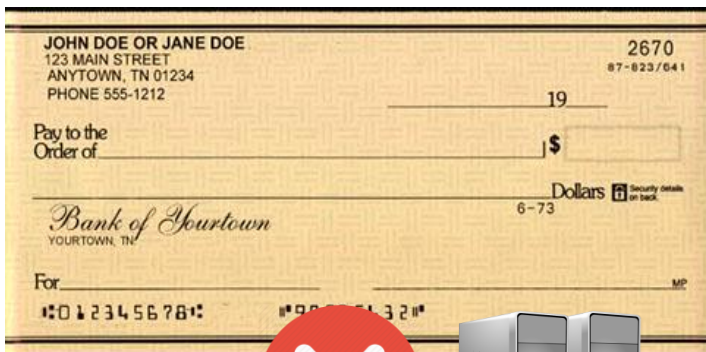 JOHN DOE OR JANE DOE
123 MAIN STREET
ANYTOWN, TN 01234
PHONE 555-1212
2670
87-823/641
19
Pay to the
Order of
$
Dollars
Security details
on back.
6-73
Bank of Yourtown
YOURTOWN, TN.
For
MP
⑆012345678⑆